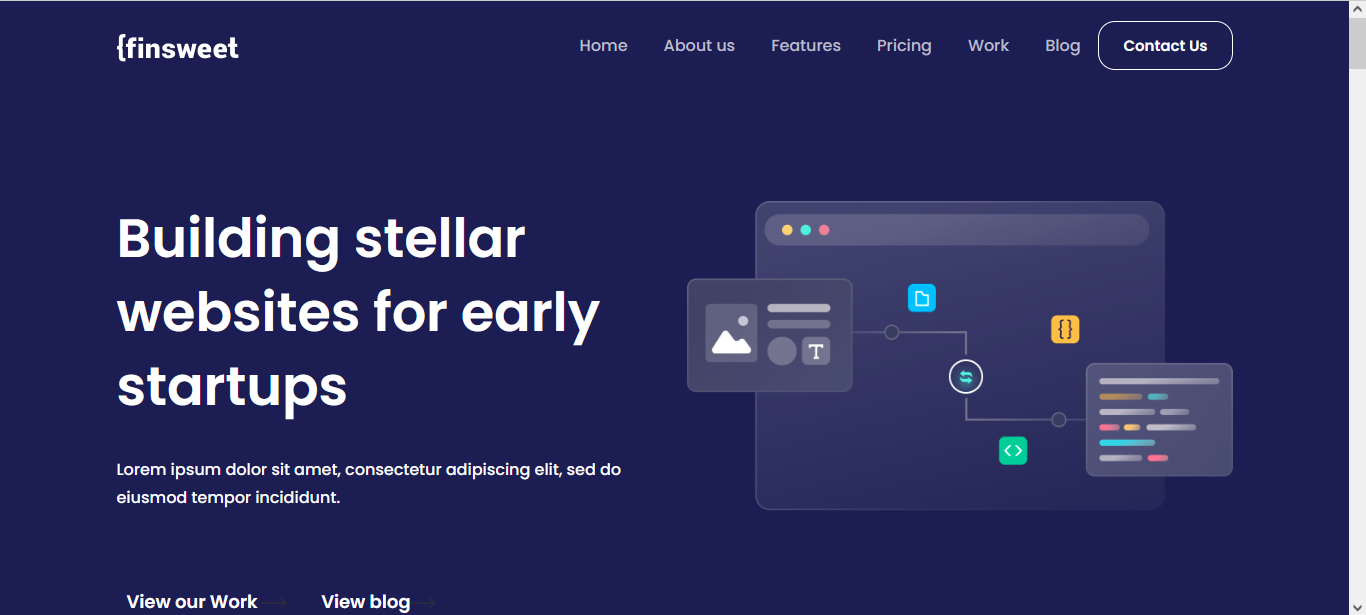 {finsweet
Home About us Features Pricing Work Blog Contact Us
Building stellar
websites for early
startups
T
{}
<>
Lorem ipsum dolor sit amet, consectetur adipiscing elit, sed do
eiusmod tempor incididunt.
View our Work → View blog →